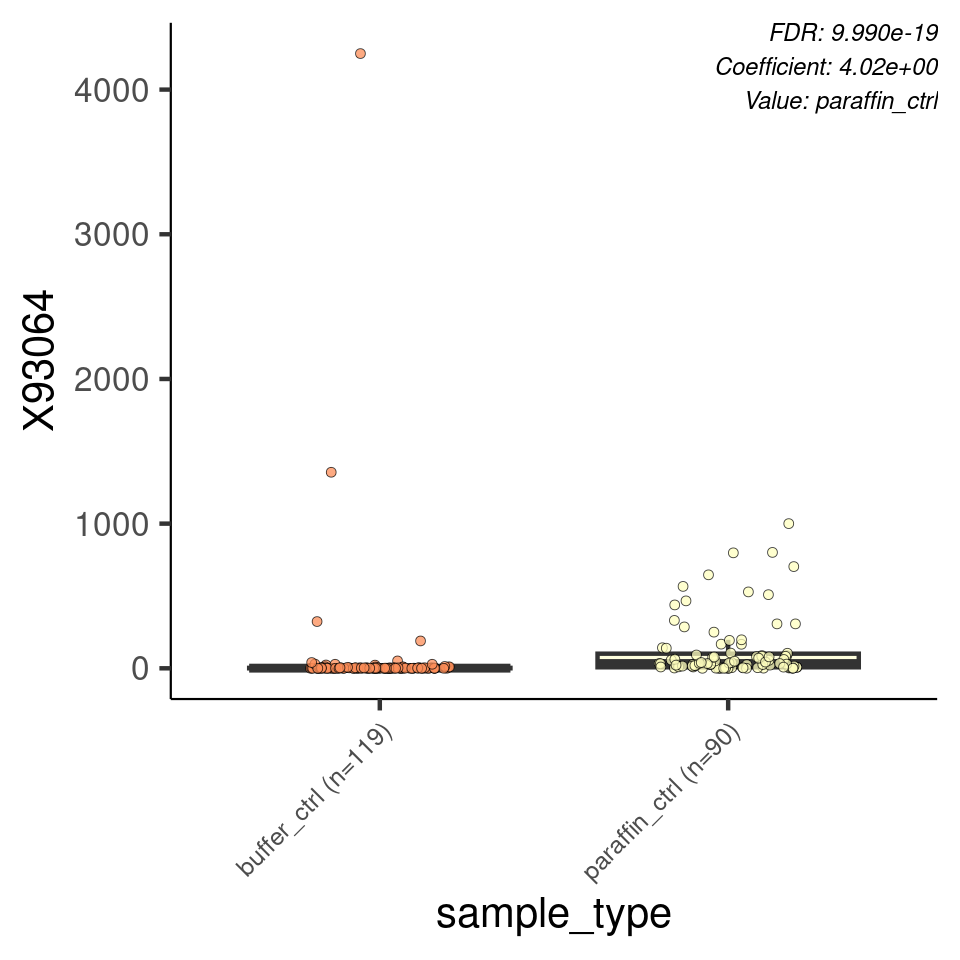 FDR: 9.990e-19
Coefficient: 4.02e+00
Value: paraffin_ctrl
4000
3000
2000
1000
0
X93064
buffer_ctrl (n=119)
paraffin_ctrl (n=90)
sample_type